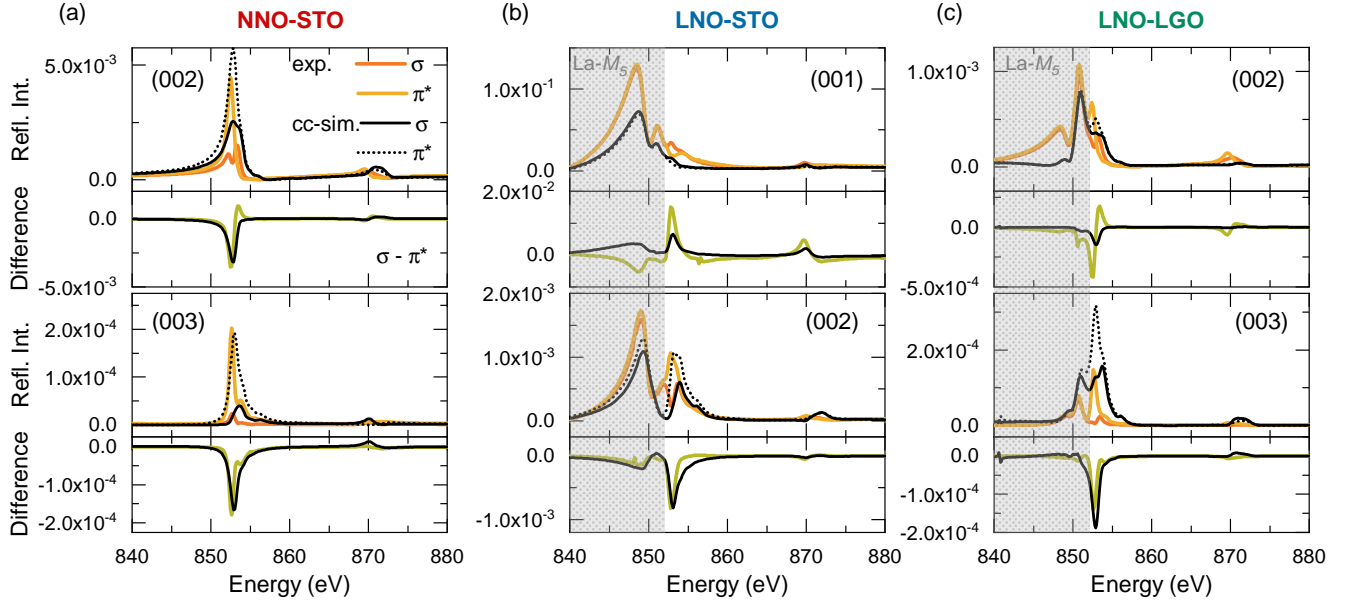 (a) NNO-STO
(002)
exp. σ
π*
cc-sim. σ
π*
5.0x10⁻³
0.0
Refl. Int.
0.0
-5.0x10⁻³
Difference
σ - π*
(003)
2.0x10⁻⁴
1.0x10⁻⁴
0.0
Refl. Int.
0.0
-1.0x10⁻⁴
-2.0x10⁻⁴
Difference
840 850 860 870 880
Energy (eV)
(b) LNO-STO
La-M₅
(001)
1.0x10⁻¹
0.0
2.0x10⁻²
0.0
(002)
2.0x10⁻³
1.0x10⁻³
0.0
0.0
-1.0x10⁻³
840 850 860 870 880
Energy (eV)
(c) LNO-LGO
La-M₅
(002)
1.0x10⁻³
0.0
0.0
-5.0x10⁻⁴
(003)
2.0x10⁻⁴
0.0
0.0
-1.0x10⁻⁴
-2.0x10⁻⁴
840 850 860 870 880
Energy (eV)